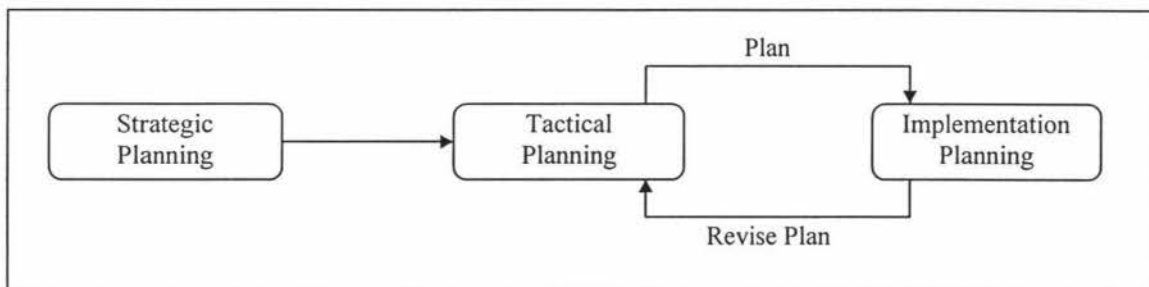 Plan
Strategic
Planning
Tactical
Planning
Implementation
Planning
Revise Plan